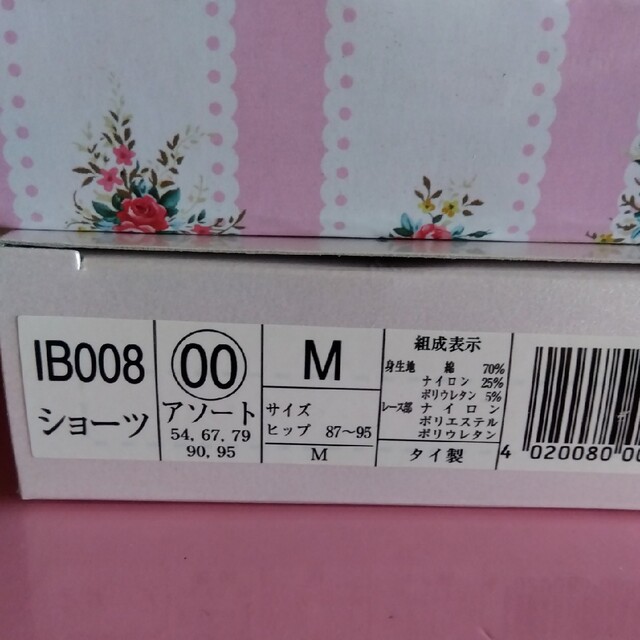 IB008
ショーツ
00
アソート
54, 67, 79
90, 95
M
サイズ
ヒップ 87〜95
M
組成表示
身生地 綿 70%
ナイロン 25%
ポリウレタン 5%
レース部 ナイロン
ポリエステル
ポリウレタン
タイ製
4 020080 00